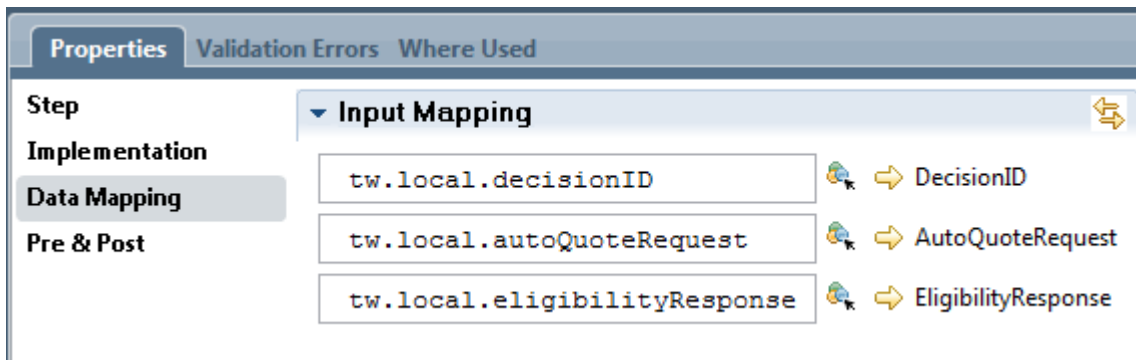 Properties Validation Errors Where Used
Step
Implementation
Data Mapping
Pre & Post
Input Mapping
tw.local.decisionID DecisionID
tw.local.autoQuoteRequest AutoQuoteRequest
tw.local.eligibilityResponse EligibilityResponse